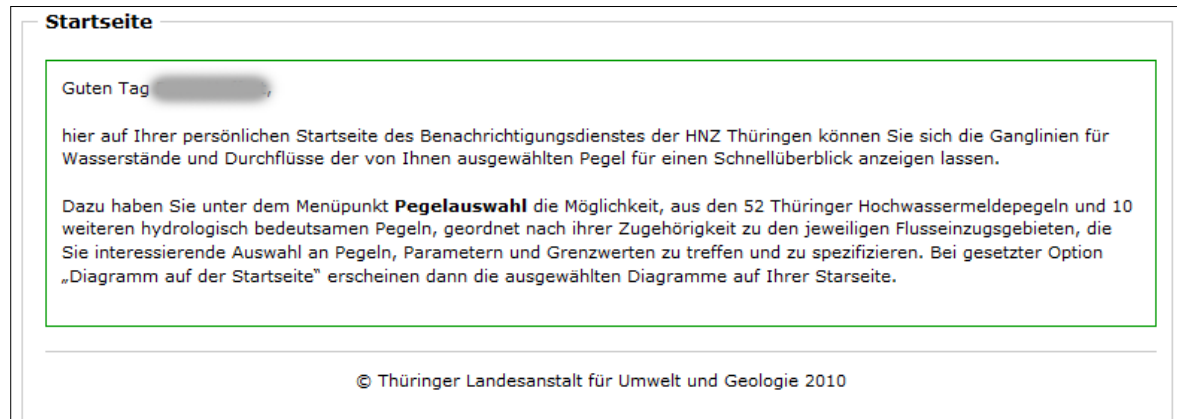 Startseite
Guten Tag ,
hier auf Ihrer persönlichen Startseite des Benachrichtigungsdienstes der HNZ Thüringen können Sie sich die Ganglinien für
Wasserstände und Durchflüsse der von Ihnen ausgewählten Pegel für einen Schnellüberblick anzeigen lassen.
Dazu haben Sie unter dem Menüpunkt Pegelauswahl die Möglichkeit, aus den 52 Thüringer Hochwassermeldepegeln und 10
weiteren hydrologisch bedeutsamen Pegeln, geordnet nach ihrer Zugehörigkeit zu den jeweiligen Flusseinzugsgebieten, die
Sie interessierende Auswahl an Pegeln, Parametern und Grenzwerten zu treffen und zu spezifizieren. Bei gesetzter Option
„Diagramm auf der Startseite“ erscheinen dann die ausgewählten Diagramme auf Ihrer Starseite.
© Thüringer Landesanstalt für Umwelt und Geologie 2010